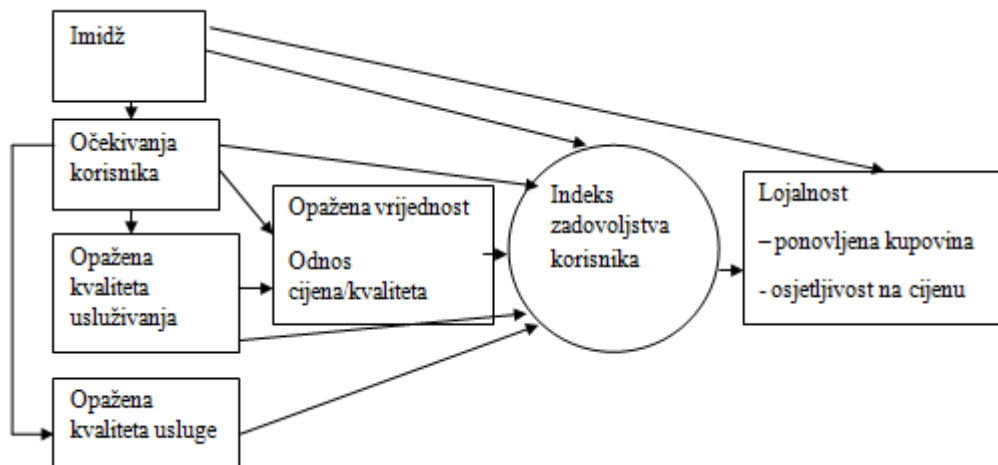 Imidž
Očekivanja
korisnika
Opažena
kvaliteta
usluživanja
Opažena
kvaliteta usluge
Opažena vrijednost
Odnos
cijena/kvaliteta
Indeks
zadovoljstva
korisnika
Lojalnost
– ponovljena kupovina
- osjetljivost na cijenu